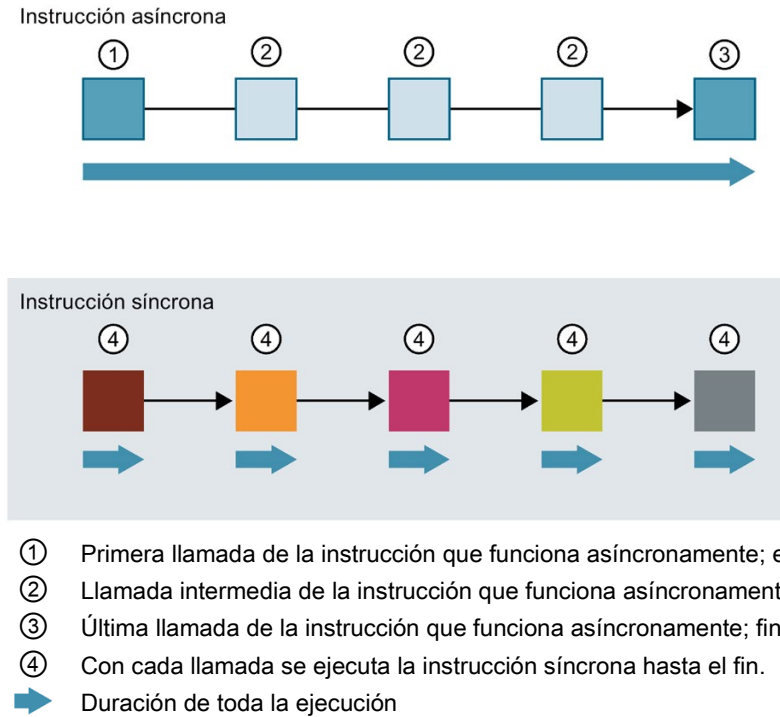 Instrucción asíncrona
① ② ② ② ③
Instrucción síncrona
④ ④ ④ ④ ④
① Primera llamada de la instrucción que funciona asíncronamente;
② Llamada intermedia de la instrucción que funciona
③ Última llamada de la instrucción que funciona asíncronamente; fin
④ Con cada llamada se ejecuta la instrucción síncrona hasta el fin.
Duración de toda la ejecución